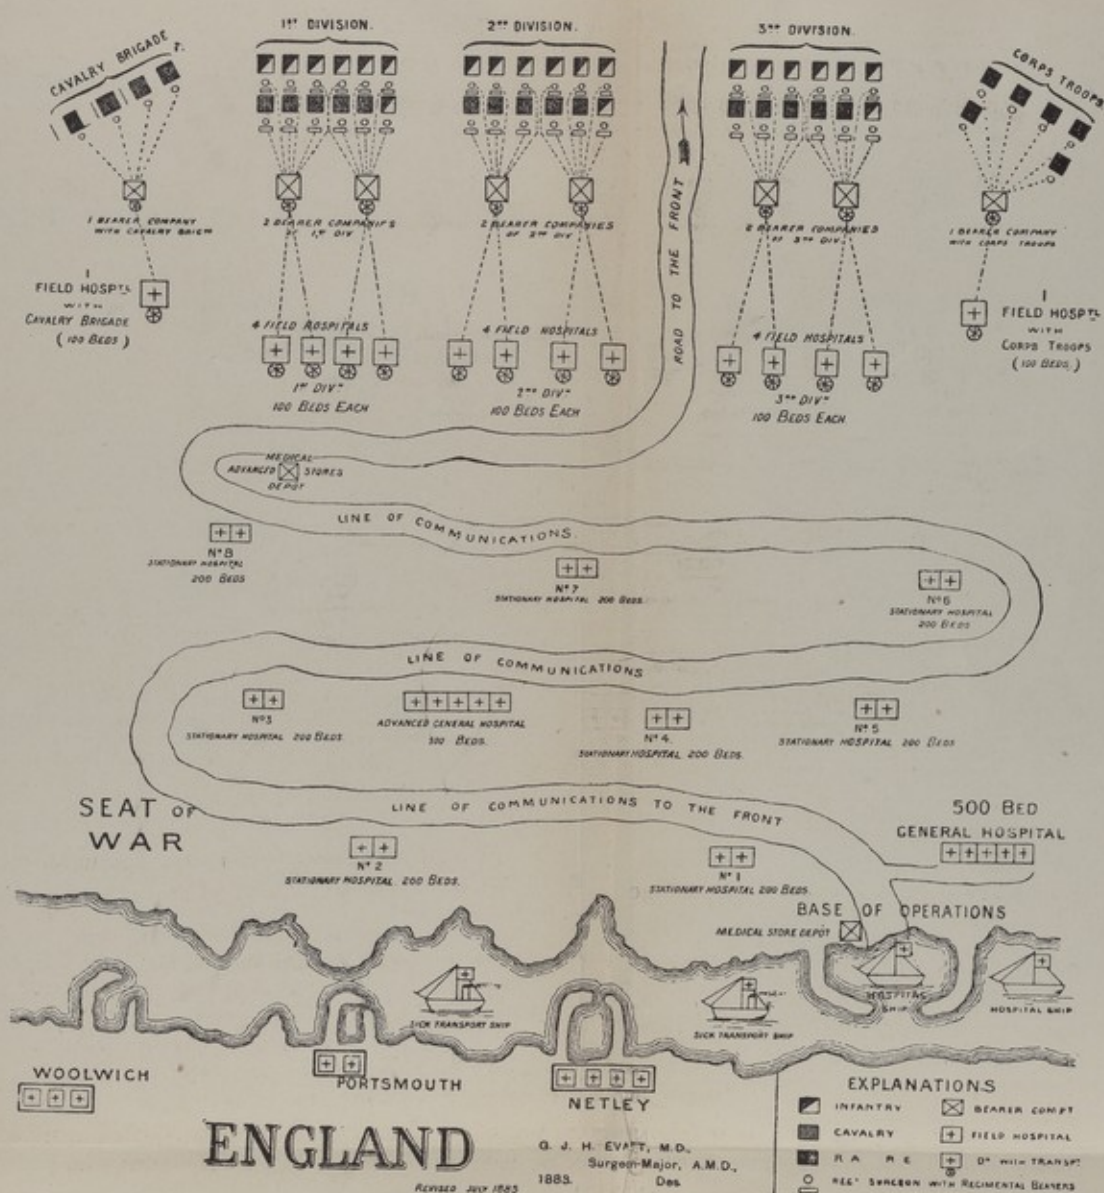 1ST DIVISION.
2ND DIVISION.
3RD DIVISION.
CAVALRY BRIGADE
CORPS TROOPS
1 BEARER COMPANY
WITH CAVALRY BRIGDE
2 BEARER COMPANIES
OF 1ST DIV
2 BEARER COMPANIES
OF 2ND DIV
2 BEARER COMPANIES
OF 3RD DIV
1 BEARER COMPANY
WITH CORPS TROOPS
1
FIELD HOSPTL
WITH
CAVALRY BRIGADE
(100 BEDS)
4 FIELD HOSPITALS
1ST DIVN
100 BEDS EACH
4 FIELD HOSPITALS
2ND DIVN
100 BEDS EACH
ROAD TO THE FRONT
4 FIELD HOSPITALS
3RD DIVN
100 BEDS EACH
1
FIELD HOSPTL
WITH
CORPS TROOPS
(100 BEDS.)
MEDICAL
ADVANCED STORES
DEPOT
LINE OF COMMUNICATIONS.
No 8
STATIONARY HOSPITAL
200 BEDS
No 7
STATIONARY HOSPITAL 200 BEDS.
No 6
STATIONARY HOSPITAL
200 BEDS
LINE OF COMMUNICATIONS
No 3
STATIONARY HOSPITAL 200 BEDS.
ADVANCED GENERAL HOSPITAL
500 BEDS.
No 4.
STATIONARY HOSPITAL 200 BEDS.
No 5
STATIONARY HOSPITAL 200 BEDS
SEAT OF
WAR
LINE OF COMMUNICATIONS TO THE FRONT
500 BED
GENERAL HOSPITAL
No 2
STATIONARY HOSPITAL 200 BEDS.
No 1
STATIONARY HOSPITAL 200 BEDS.
BASE OF OPERATIONS
MEDICAL STORE DEPOT
SICK TRANSPORT SHIP
SICK TRANSPORT SHIP
HOSPITAL
SHIP
HOSPITAL SHIP
WOOLWICH
PORTSMOUTH
NETLEY
ENGLAND
REVISED JULY 1885
G. J. H. EVATT, M.D.,
Surgeon-Major, A.M.D.,
1883. Des
EXPLANATIONS
INFANTRY
BEARER COMPY
CAVALRY
FIELD HOSPITAL
R A R E
Do WITH TRANSPT
REGL SURGEON WITH REGIMENTAL BEARERS